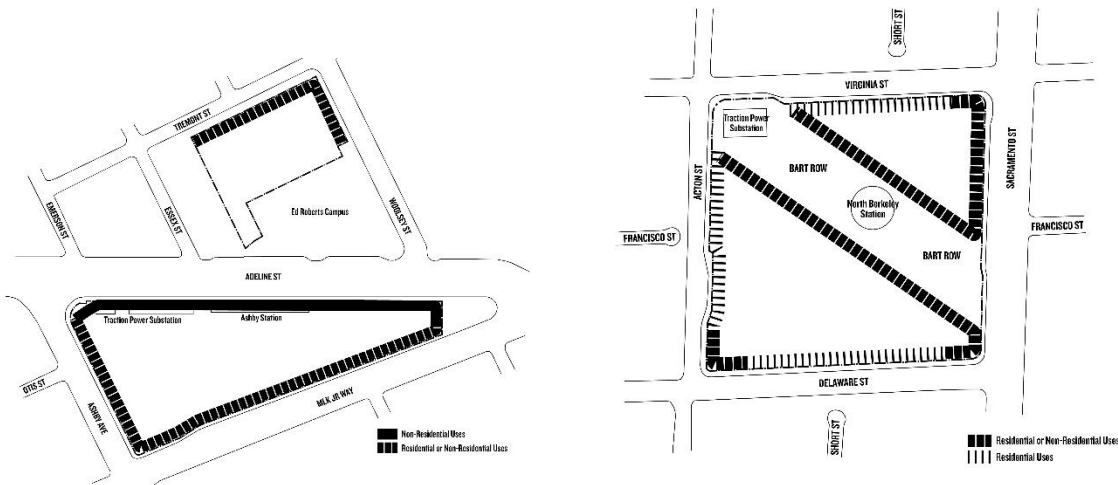 TREMONT ST
EMERSON ST
ESSEX ST
Ed Roberts Campus
WOOLSEY ST
ADELINE ST
Traction Power Substation
Ashby Station
OTIS ST
ASHBY AVE
MLK JR WAY
Non-Residential Uses
Residential or Non-Residential Uses
SHORT ST
VIRGINIA ST
Traction Power
Substation
ACTON ST
BART ROW
SACRAMENTO ST
North Berkeley
Station
FRANCISCO ST
FRANCISCO ST
BART ROW
DELAWARE ST
SHORT ST
Residential or Non-Residential Uses
Residential Uses